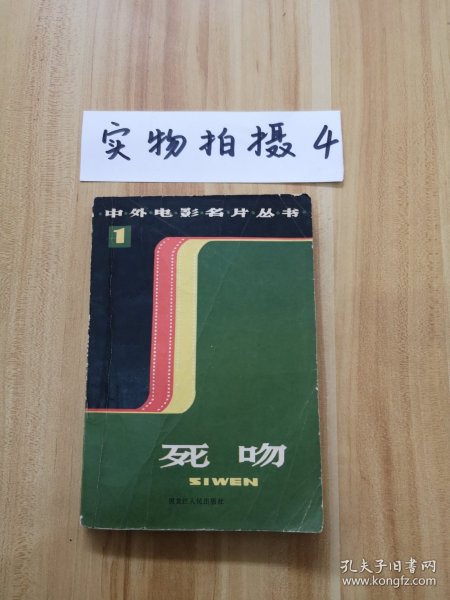 实物拍摄4
中外电影名片丛书
1
死吻
SIWEN
黑龙江人民出版社
孔夫子旧书网
www.kongfz.com